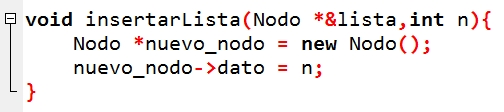 void insertarLista(Nodo *&lista,int n){
    Nodo *nuevo_nodo = new Nodo();
    nuevo_nodo->dato = n;
}